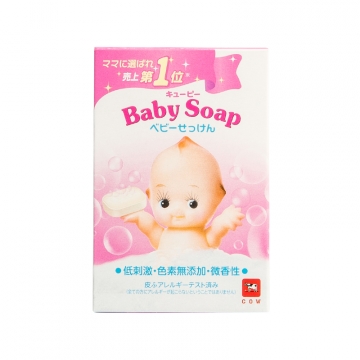 ママに選ばれ
売上第1位
キューピー
Baby Soap
ベビーせっけん
低刺激・色素無添加・微香性
皮ふアレルギーテスト済み
COW